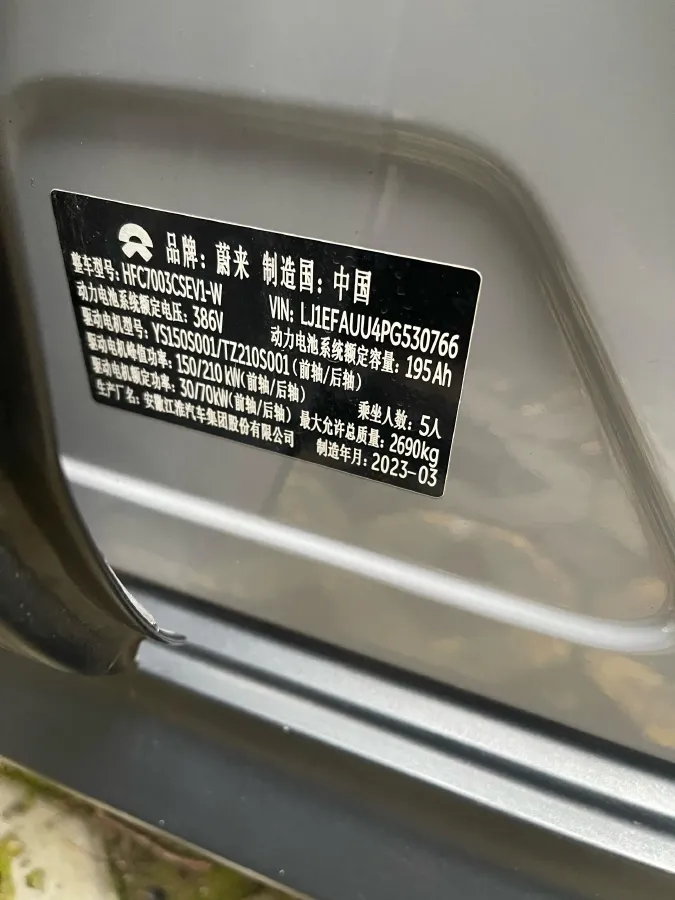 品牌：蔚来 制造国：中国
整车型号：HFC7003CSEV1-W VIN: LJ1EFAUU4PG530766
动力电池系统额定电压：386V 动力电池系统额定容量：195Ah
驱动电机型号：YS150S001/TZ210S001(前轴/后轴)
驱动电机峰值功率：150/210 kW(前轴/后轴) 乘坐人数：5人
驱动电机额定功率：30/70kW(前轴/后轴) 最大允许总质量：2690kg
生产厂名：安徽江淮汽车集团股份有限公司 制造年月：2023-03